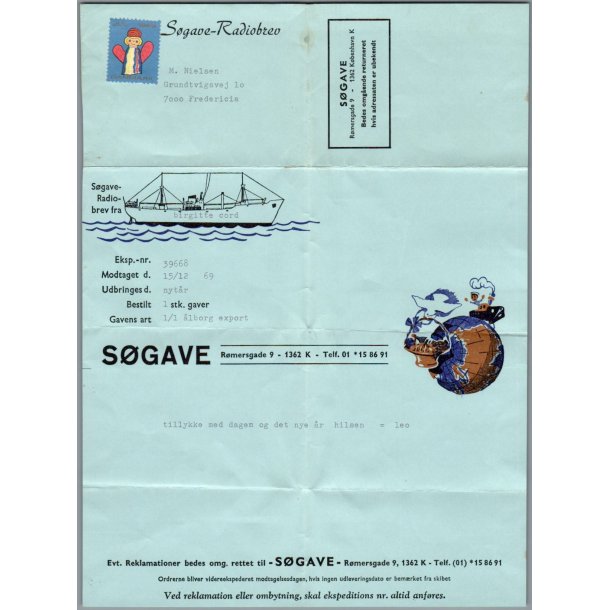 Søgave-Radiobrev
M. Nielsen
Grundtvigsvej 1o
7ooo Fredericia
SØGAVE
Rømersgade 9 - 1362 København K
Bedes omgående returneret
hvis adressaten er ubekendt
Søgave-
Radio-
brev fra
birgitte cord
Eksp.-nr. 39668
Modtaget d. 15/12 69
Udbringes d. nytår
Bestilt 1 stk. gaver
Gavens art 1/1 ålborg export
SØGAVE Rømersgade 9 - 1362 K - Telf. 01 *15 86 91
tillykke med dagem og det nye år hilsen = leo
Evt. Reklamationer bedes omg. rettet til -SØGAVE- Rømersgade 9, 1362 K - Telf. (01) *15 86 91
Ordrerne bliver videreekspederet modtagelsesdagen, hvis ingen udleveringsdato er bemærket fra skibet
Ved reklamation eller ombytning, skal ekspeditions nr. altid anføres.